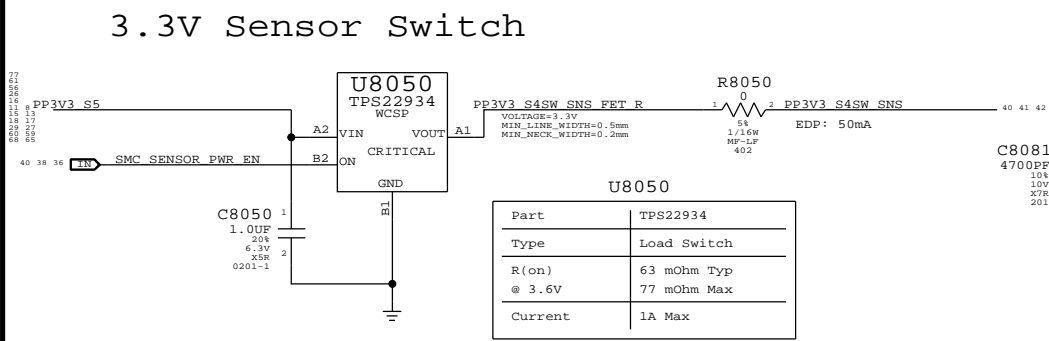 3.3V Sensor Switch
77
61
56
26
16
11 8
15 13
18 17
29 27
60 59
68 65
PP3V3_S5
40 38 36
IN
SMC_SENSOR_PWR_EN
U8050
TPS22934
WCSP
A2
VIN
VOUT
A1
B2
ON
CRITICAL
GND
B1
C8050
1
1.0UF
20%
6.3V
X5R
0201-1
2
PP3V3_S4SW_SNS_FET_R
VOLTAGE=3.3V
MIN_LINE_WIDTH=0.5mm
MIN_NECK_WIDTH=0.2mm
R8050
0
1
2
5%
1/16W
MF-LF
402
PP3V3_S4SW_SNS
EDP: 50mA
40 41 42
C8081
4700PF
10%
10V
X7R
201
U8050
Part TPS22934
Type Load Switch
R(on) 63 mOhm Typ
@ 3.6V 77 mOhm Max
Current 1A Max